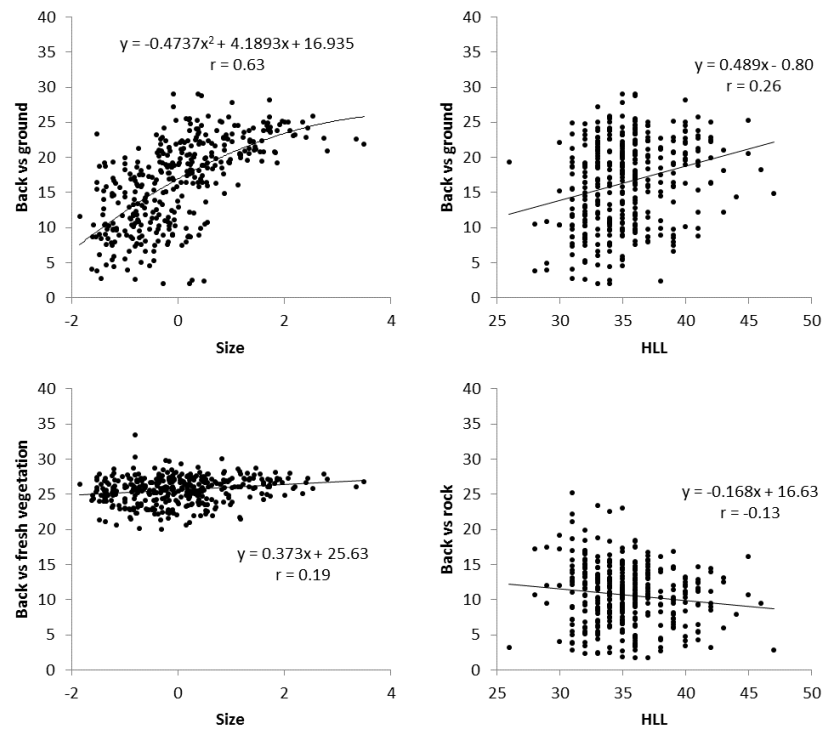 40
35
30
25
20
15
10
5
0
Back vs ground
y = -0.4737x² + 4.1893x + 16.935
r = 0.63
-2 0 2 4
Size
40
35
30
25
20
15
10
5
0
Back vs ground
y = 0.489x - 0.80
r = 0.26
25 30 35 40 45 50
HLL
40
35
30
25
20
15
10
5
0
Back vs fresh vegetation
y = 0.373x + 25.63
r = 0.19
-2 0 2 4
Size
40
35
30
25
20
15
10
5
0
Back vs rock
y = -0.168x + 16.63
r = -0.13
25 30 35 40 45 50
HLL